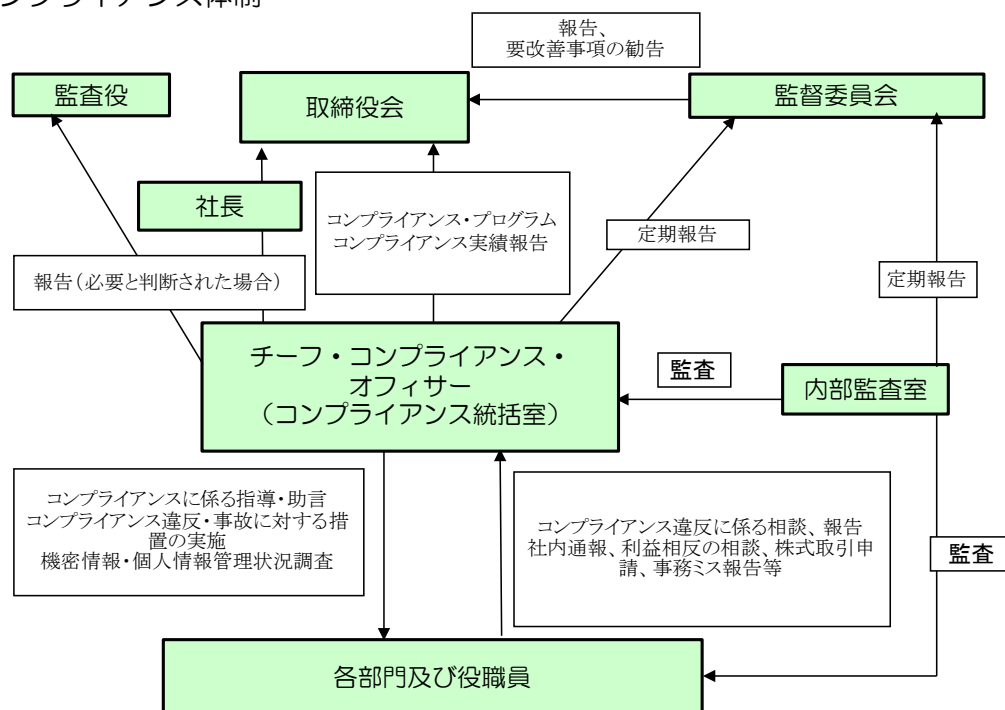 ンプライアンス体制
報告、
要改善事項の勧告
監査役
取締役会
監督委員会
社長
コンプライアンス・プログラム
コンプライアンス実績報告
定期報告
報告(必要と判断された場合)
定期報告
チーフ・コンプライアンス・
オフィサー
(コンプライアンス統括室)
監査
内部監査室
コンプライアンスに係る指導・助言
コンプライアンス違反・事故に対する措
置の実施
機密情報・個人情報管理状況調査
コンプライアンス違反に係る相談、報告
社内通報、利益相反の相談、株式取引申
請、事務ミス報告等
監査
各部門及び役職員